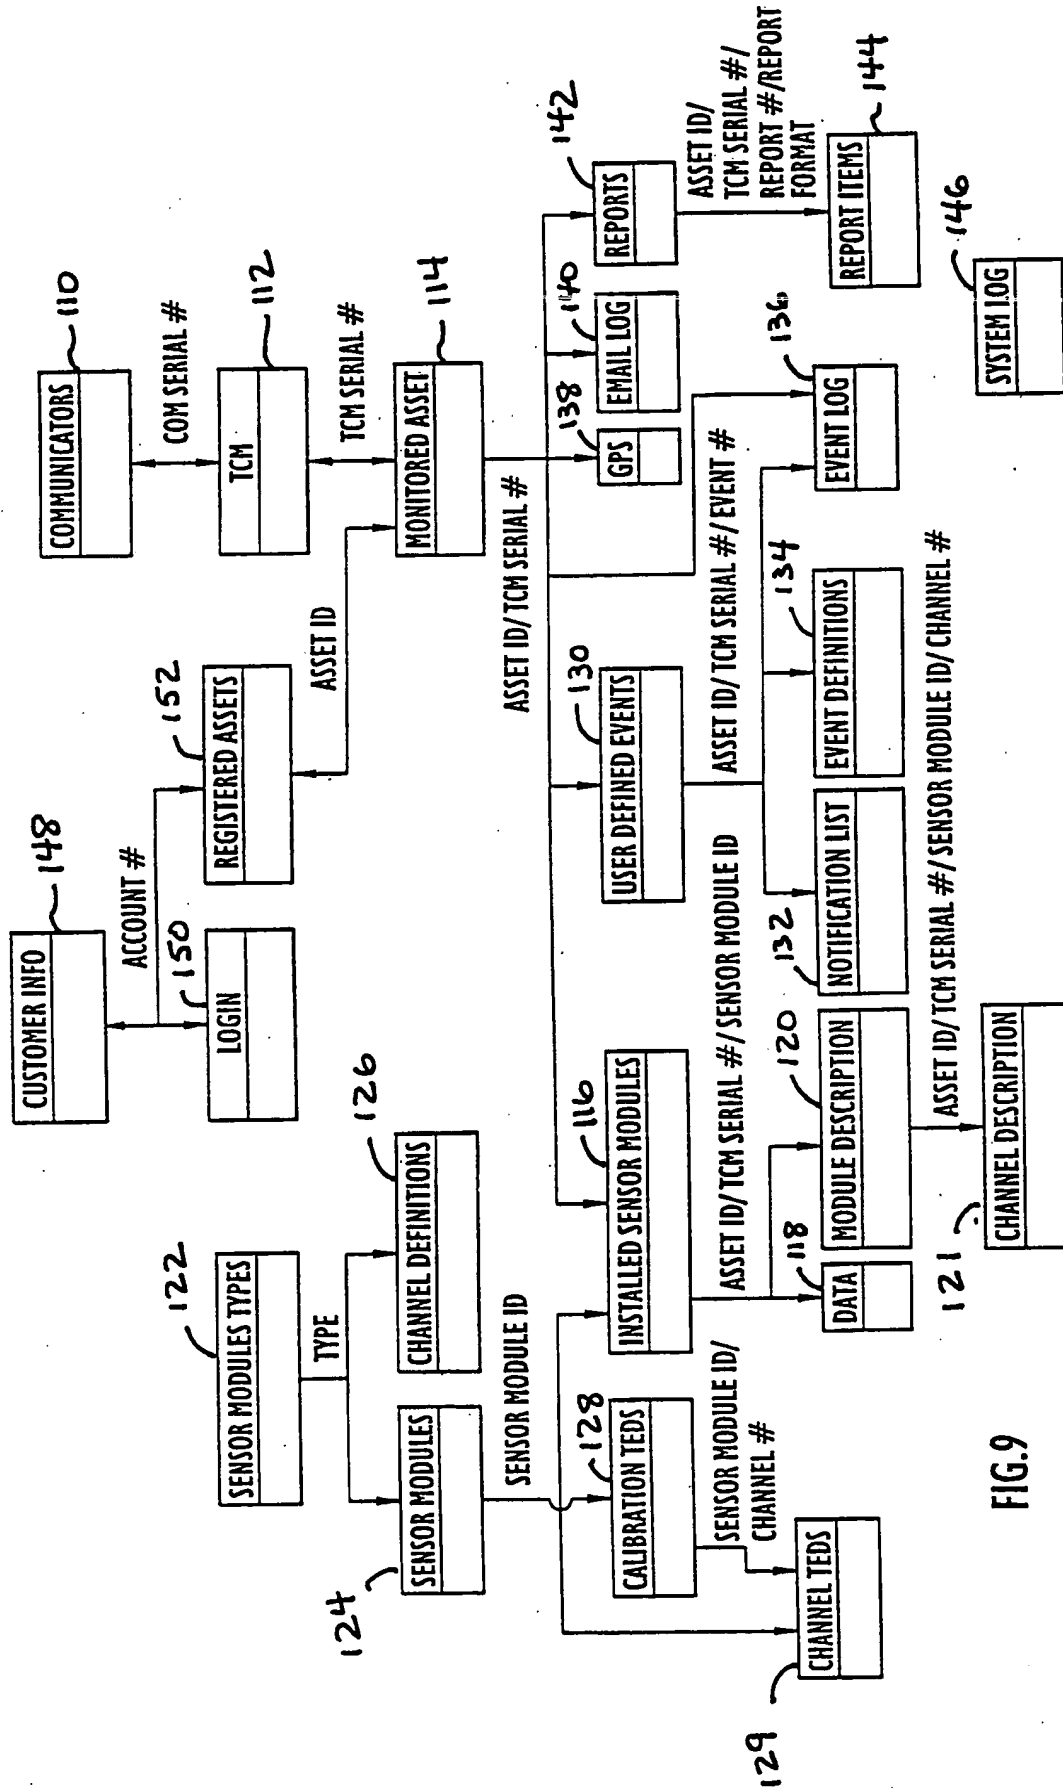 CUSTOMER INFO
148
ACCOUNT #
150
LOGIN
152
REGISTERED ASSETS
ASSET ID
COMMUNICATORS
110
COM SERIAL #
TCM
112
TCM SERIAL #
MONITORED ASSET
114
SENSOR MODULES TYPES
122
TYPE
SENSOR MODULES
124
CHANNEL DEFINITIONS
126
SENSOR MODULE ID
ASSET ID/TCM SERIAL #
CALIBRATION TEDS
128
INSTALLED SENSOR MODULES
116
USER DEFINED EVENTS
130
GPS
138
EMAIL LOG
140
REPORTS
142
SENSOR MODULE ID/
CHANNEL #
ASSET ID/TCM SERIAL #/SENSOR MODULE ID
ASSET ID/TCM SERIAL #/EVENT #
ASSET ID/
TCM SERIAL #/
REPORT #/REPORT
FORMAT
CHANNEL TEDS
129
DATA
118
MODULE DESCRIPTION
120
NOTIFICATION LIST
132
EVENT DEFINITIONS
134
EVENT LOG
136
REPORT ITEMS
144
ASSET ID/TCM SERIAL #/SENSOR MODULE ID/CHANNEL #
CHANNEL DESCRIPTION
121
SYSTEM LOG
146
FIG.9